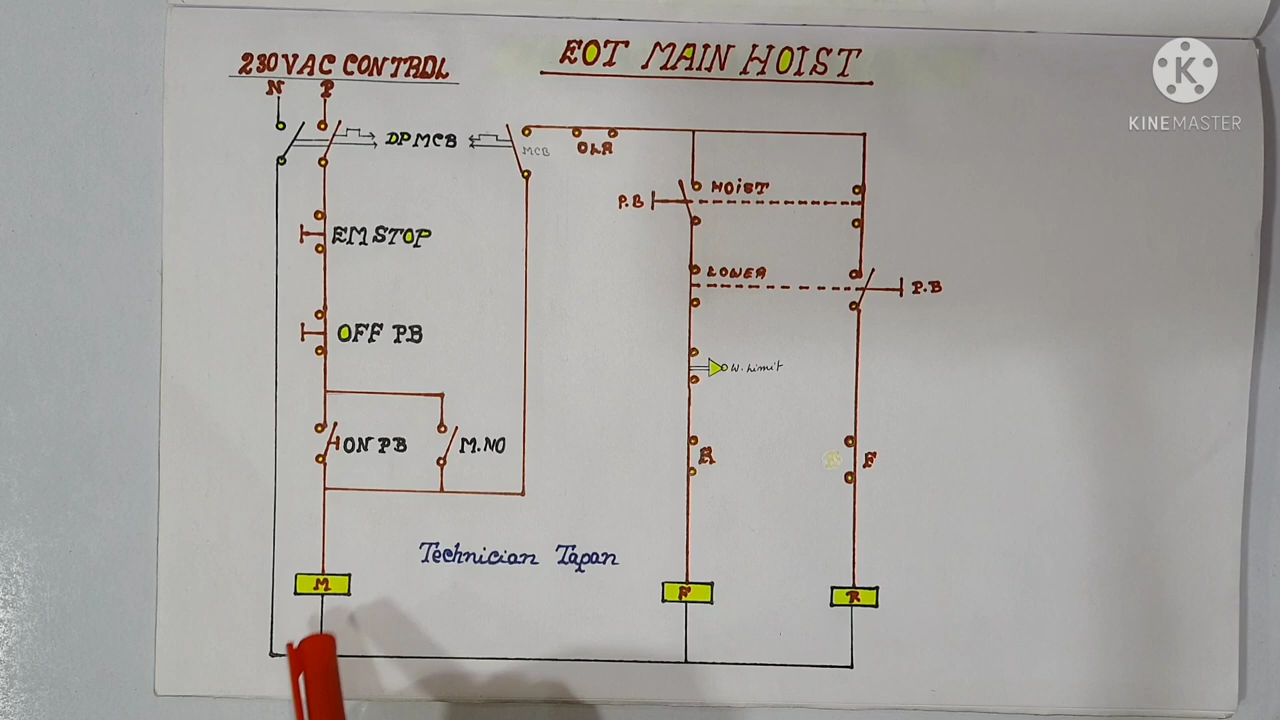 230VAC CONTROL
EOT MAIN HOIST
N P
DPMCB
MCB
OLR
HOIST
P.B
EM STOP
LOWER
P.B
OFF PB
W. Limit
ON PB
M.NO
R
F
Technician Tapan
M
F
R
K
KINEMASTER